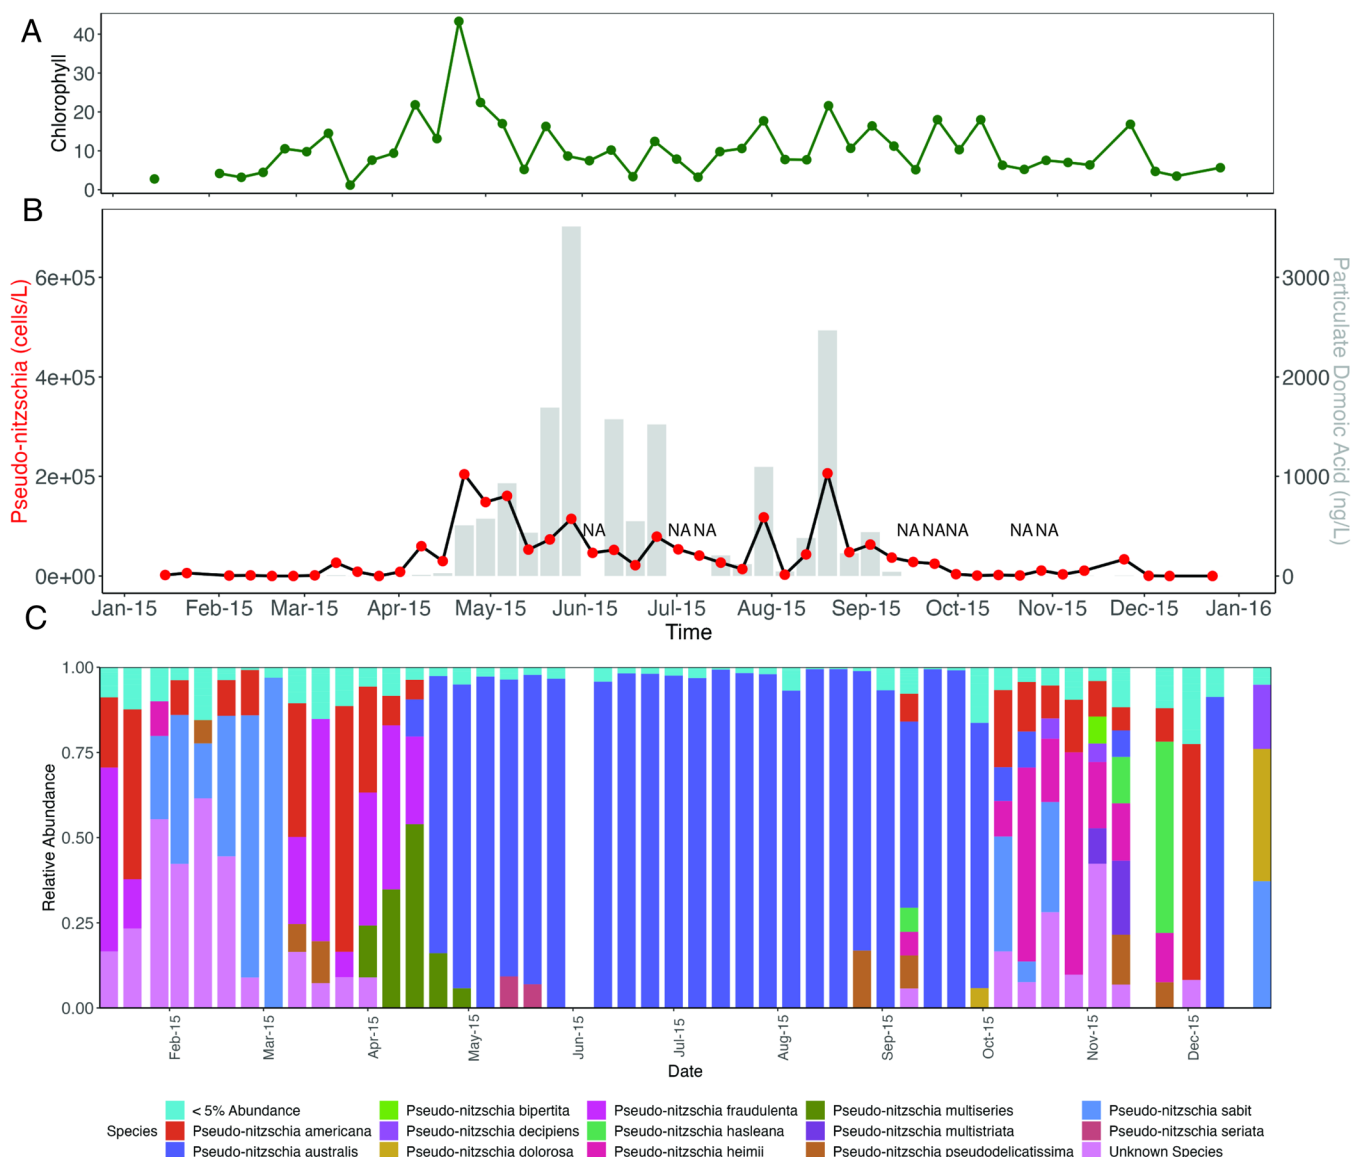 A
Chlorophyll
40
30
20
10
0
B
Pseudo-nitzschia (cells/L)
6e+05
4e+05
2e+05
0e+00
NA
NA NA
NA NA NA
NA NA
3000
2000
1000
0
Particulate Domoic Acid (ng/L)
Jan-15 Feb-15 Mar-15 Apr-15 May-15 Jun-15 Jul-15 Aug-15 Sep-15 Oct-15 Nov-15 Dec-15 Jan-16
Time
C
Relative Abundance
1.00
0.75
0.50
0.25
0.00
Feb-15 Mar-15 Apr-15 May-15 Jun-15 Jul-15 Aug-15 Sep-15 Oct-15 Nov-15 Dec-15
Date
< 5% Abundance Pseudo-nitzschia bipertita Pseudo-nitzschia fraudulenta Pseudo-nitzschia multiseries Pseudo-nitzschia sabit
Species Pseudo-nitzschia americana Pseudo-nitzschia decipiens Pseudo-nitzschia hasleana Pseudo-nitzschia multistriata Pseudo-nitzschia seriata
Pseudo-nitzschia australis Pseudo-nitzschia dolorosa Pseudo-nitzschia heimii Pseudo-nitzschia pseudodelicatissima Unknown Species